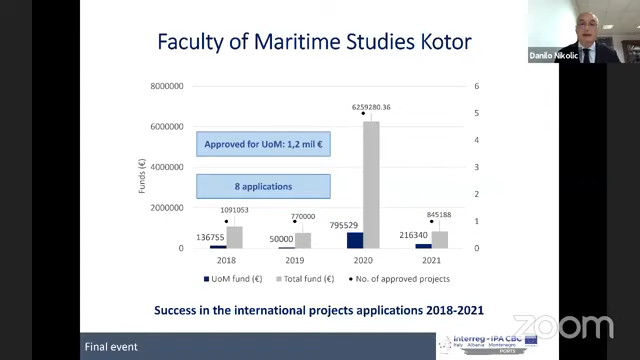 Faculty of Maritime Studies Kotor
Danilo Nikolic
8000000
6000000
4000000
2000000
0
Funds (€)
6
5
4
3
2
1
0
6259280.36
Approved for UoM: 1,2 mil €
8 applications
1091053
770000
845188
136755
50000
795529
216340
2018
2019
2020
2021
UoM fund (€)
Total fund (€)
No. of approved projects
Success in the international projects applications 2018-2021
Final event
Interreg - IPA CBC
Italy Albania Montenegro
PORTS
zoom